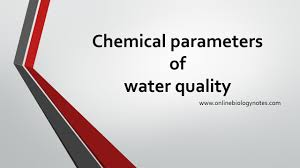 Chemical parameters
of
water quality
www.onlinebiologynotes.com